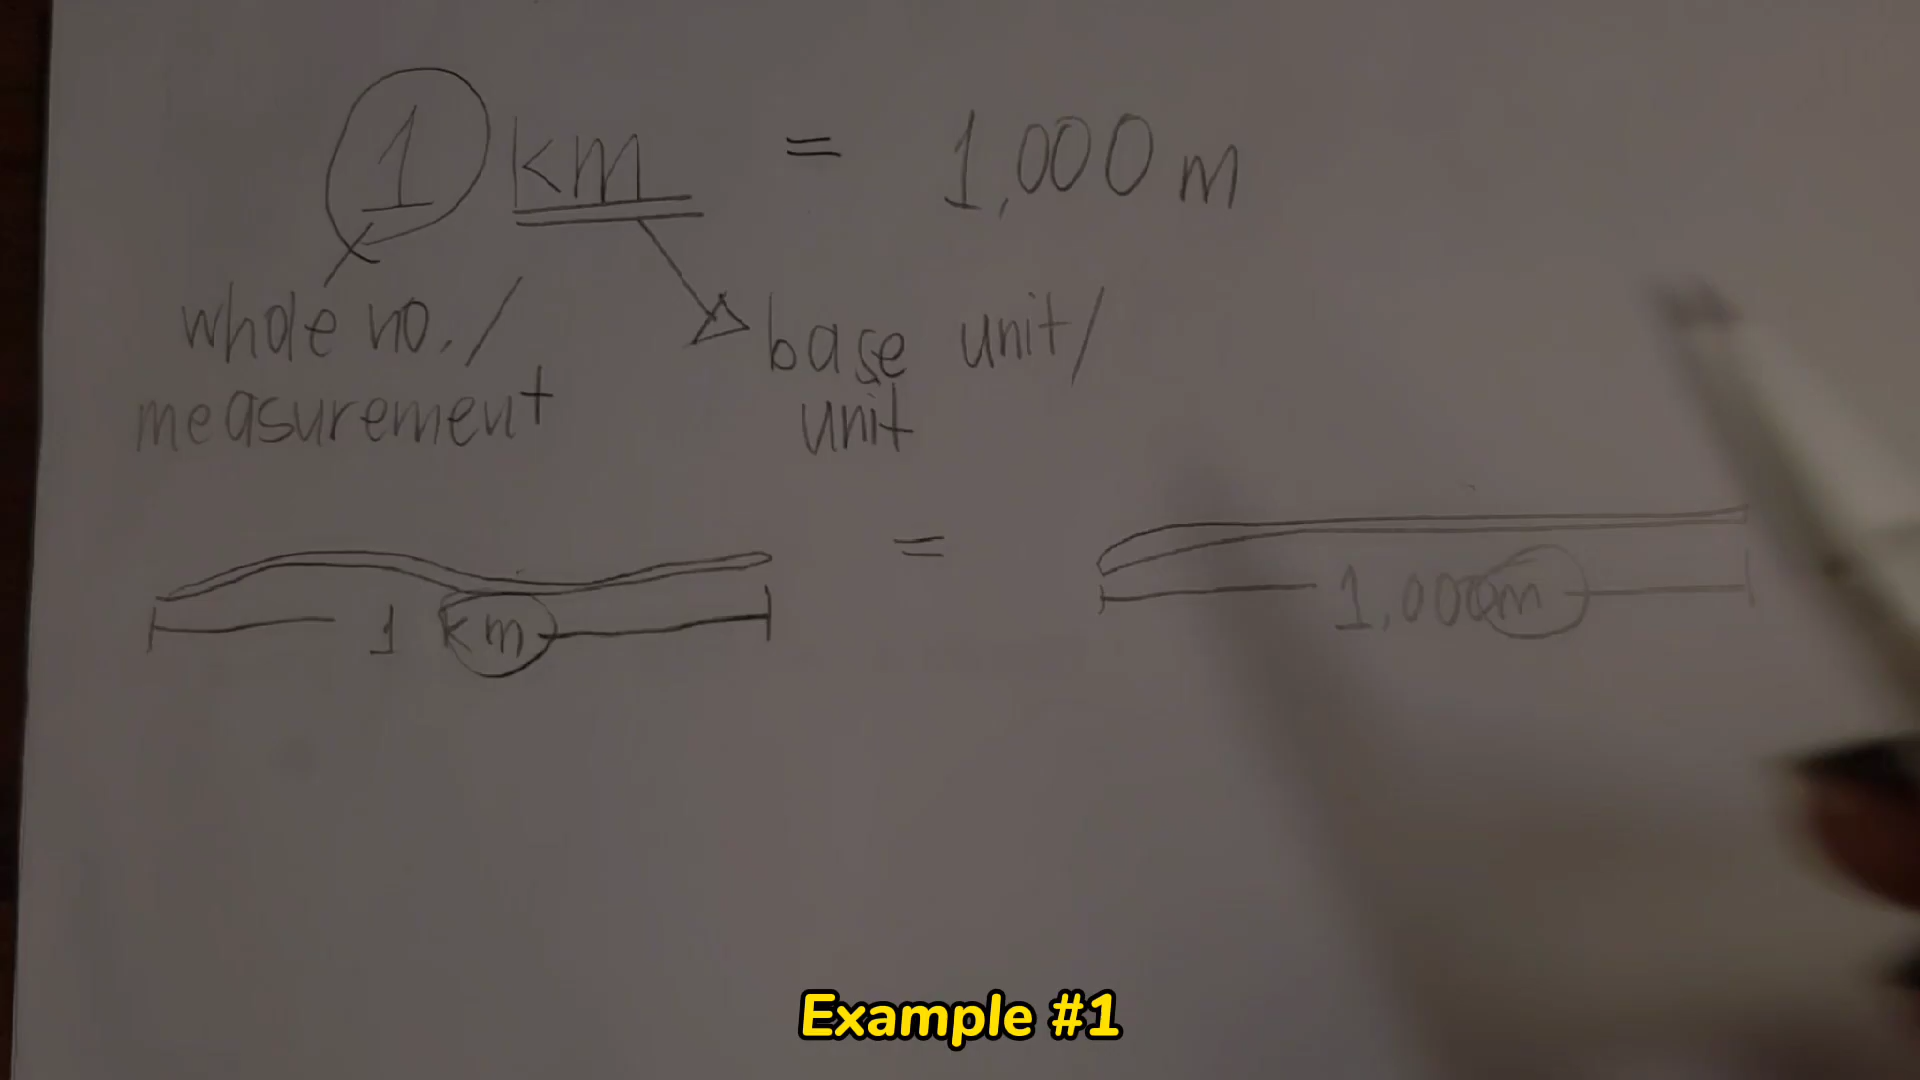 1 km = 1,000 m
whole no./ base unit/
measurement unit
=
1 km 1,000m
Example #1